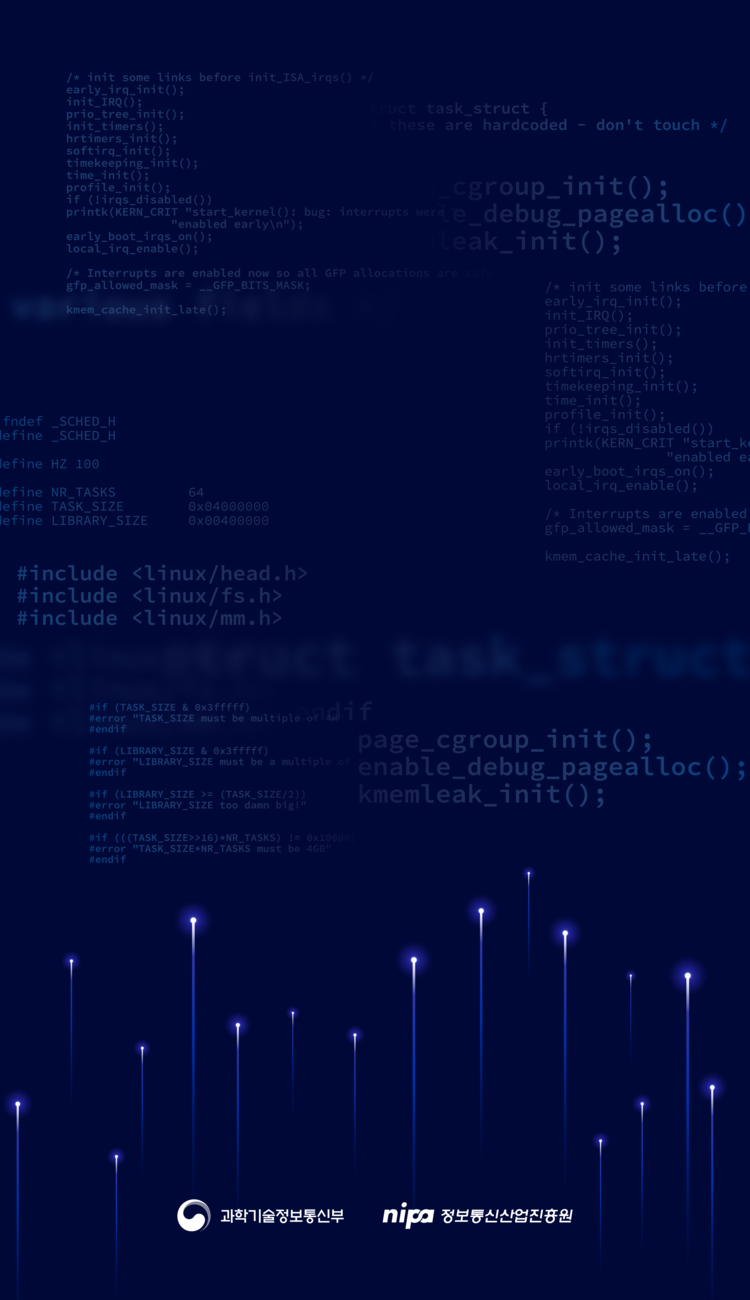 /* init some links before init_ISA_irqs() */
early_irq_init();
init_IRQ();
prio_tree_init();
init_timers();
hrtimers_init();
softirq_init();
timekeeping_init();
time_init();
profile_init();
if (!irqs_disabled())
printk(KERN_CRIT "start_kernel(): bug: interrupts were
"enabled early\n");
early_boot_irqs_on();
local_irq_enable();
/* Interrupts are enabled now so all GFP allocations are safe
gfp_allowed_mask = __GFP_BITS_MASK;
kmem_cache_init_late();
ruct task_struct {
these are hardcoded - don't touch */
_cgroup_init();
e_debug_pagealloc()
leak_init();
/* init some links before
early_irq_init();
init_IRQ();
prio_tree_init();
init_timers();
hrtimers_init();
softirq_init();
timekeeping_init();
time_init();
profile_init();
if (!irqs_disabled())
printk(KERN_CRIT "start_ke
"enabled ea
early_boot_irqs_on();
local_irq_enable();
/* Interrupts are enabled
gfp_allowed_mask = __GFP_B
kmem_cache_init_late();
fndef _SCHED_H
define _SCHED_H
define HZ 100
define NR_TASKS 64
define TASK_SIZE 0x04000000
define LIBRARY_SIZE 0x00400000
#include <linux/head.h>
#include <linux/fs.h>
#include <linux/mm.h>
struct task_struct
#if (TASK_SIZE & 0x3fffff)
#error "TASK_SIZE must be multiple of
#endif
#if (LIBRARY_SIZE & 0x3fffff)
#error "LIBRARY_SIZE must be a multiple of
#endif
#if (LIBRARY_SIZE >= (TASK_SIZE/2))
#error "LIBRARY_SIZE too damn big!"
#endif
#if (((TASK_SIZE>>16)*NR_TASKS) != 0x10000
#error "TASK_SIZE*NR_TASKS must be 4GB"
#endif
endif
page_cgroup_init();
enable_debug_pagealloc();
kmemleak_init();
과학기술정보통신부
nipa 정보통신산업진흥원